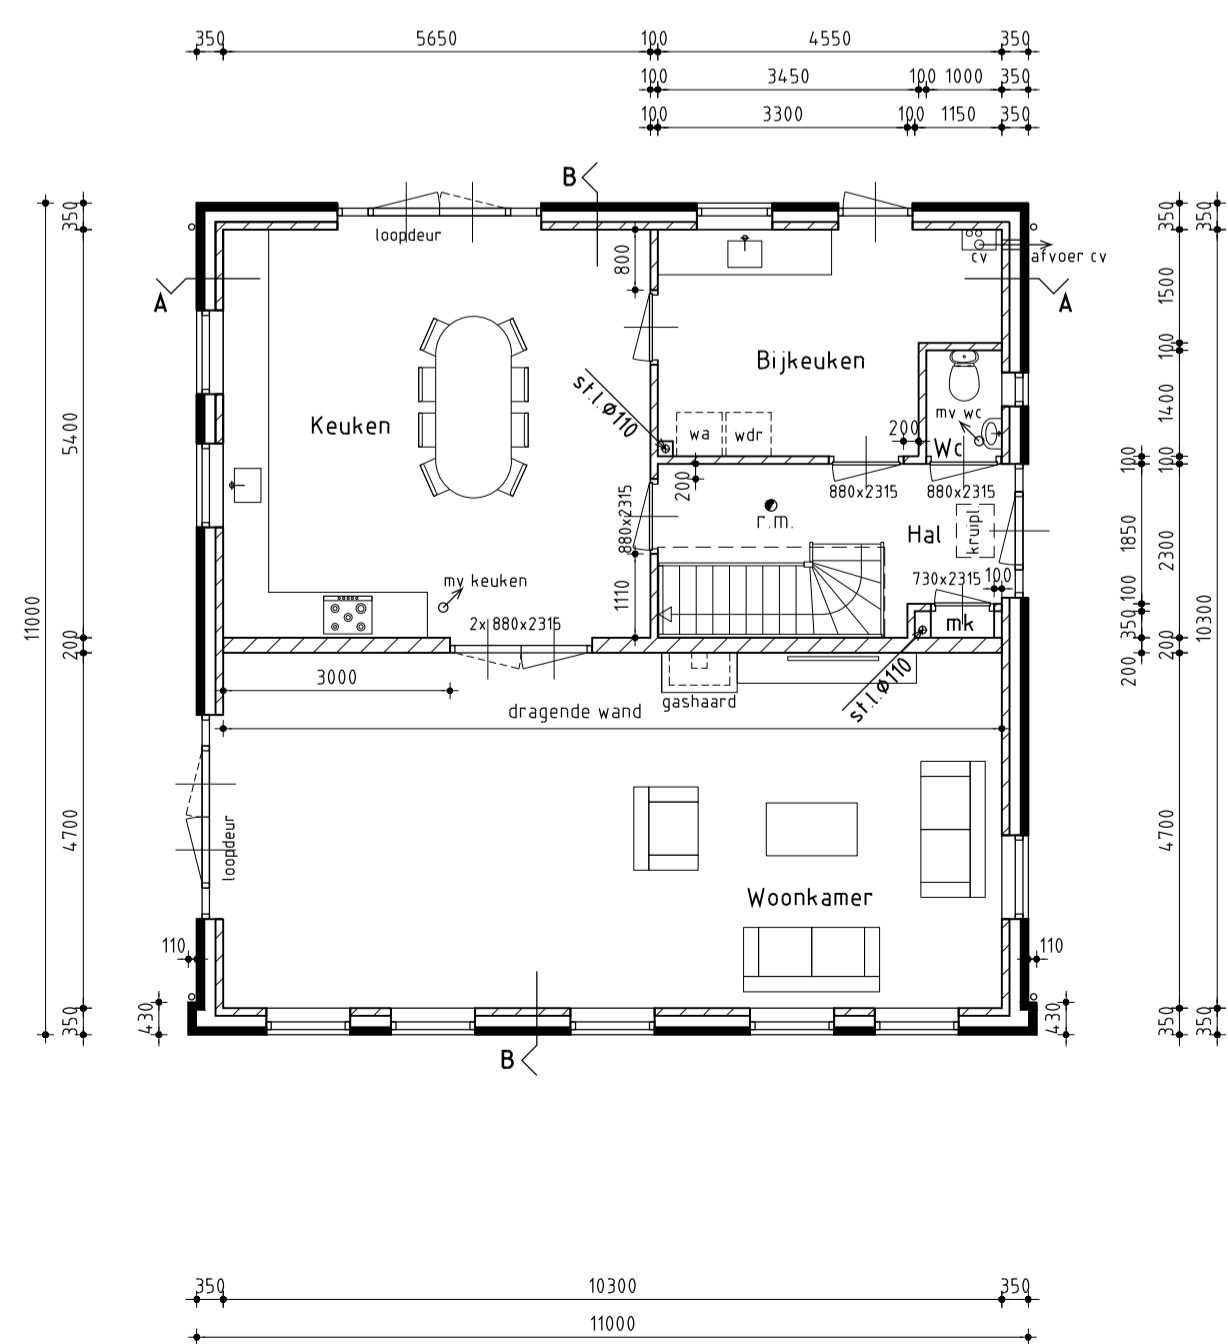 350 5650 100 4550 350
100 3450 100 1000 350
100 3300 100 1150 350
B
350 350 350
loopdeur
cv afvoer cv
800
A A
1500
Bijkeuken
100
st.l. ø110
mv wc
1400
Keuken
5400
wa wdr
200
Wc
100 100
200
880x2315 880x2315
880x2315
r.m.
Hal
kruipl.
1850 2300
730x2315 100
mv keuken
1110
100
11000 10300
2x 880x2315
mk
350
200 200
200
3000
gashaard
st.l. ø110
dragende wand
4700 4700
loopdeur
Woonkamer
110 110
350 430 430 350 350
B
350 10300 350
11000